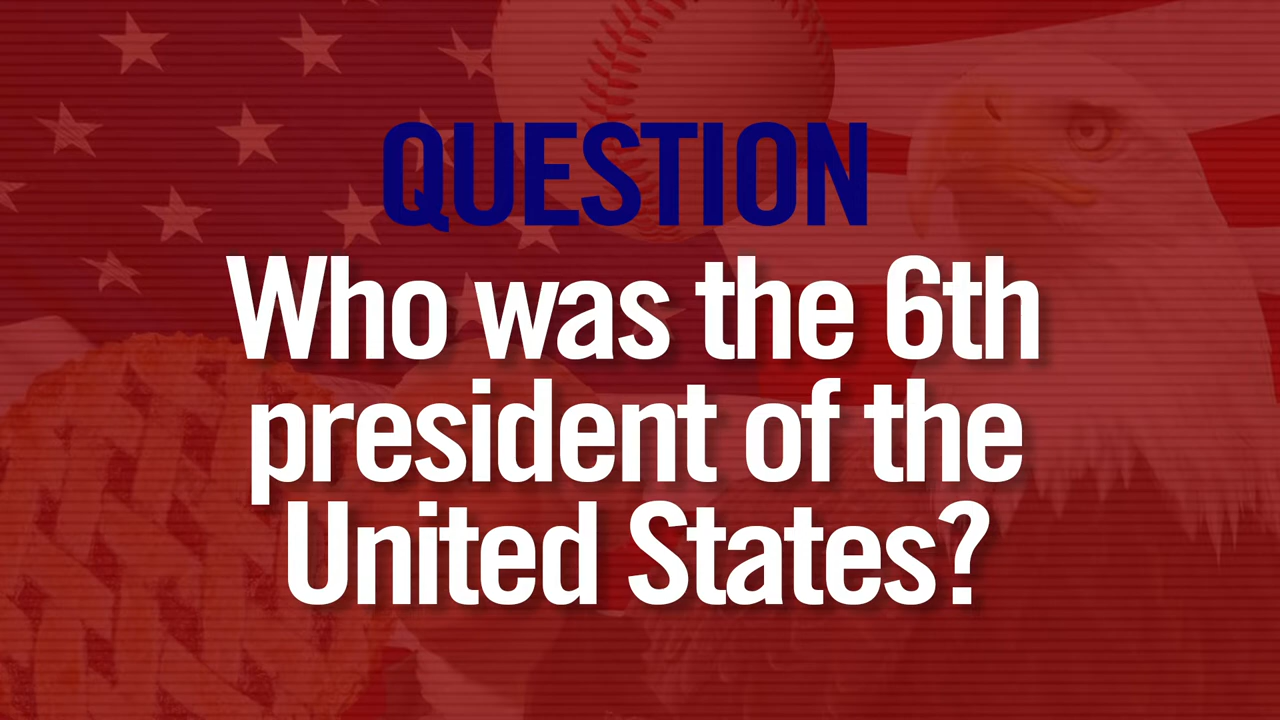 QUESTION
Who was the 6th
president of the
United States?